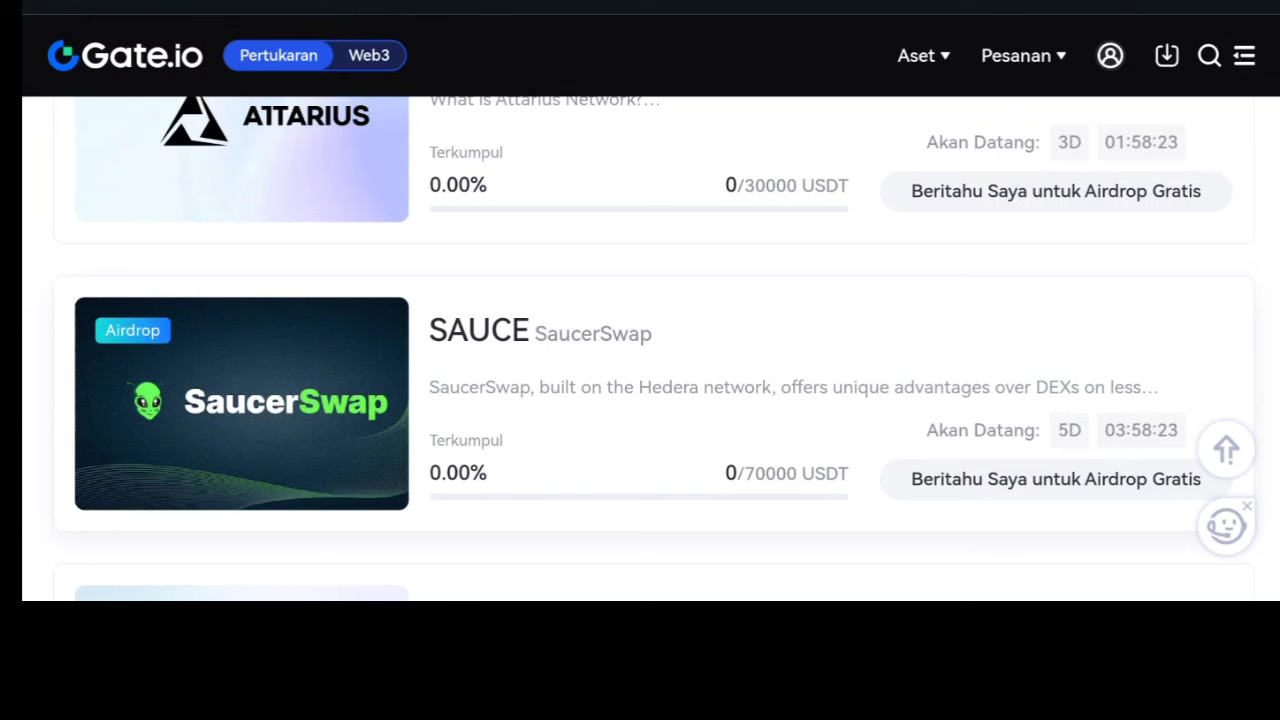 Gate.io
Pertukaran Web3
Aset Pesanan
ATTARIUS
What is Attarius Network?...
Terkumpul
0.00% 0/30000 USDT
Akan Datang: 3D 01:58:23
Beritahu Saya untuk Airdrop Gratis
Airdrop
SaucerSwap
SAUCE SaucerSwap
SaucerSwap, built on the Hedera network, offers unique advantages over DEXs on less...
Terkumpul
0.00% 0/70000 USDT
Akan Datang: 5D 03:58:23
Beritahu Saya untuk Airdrop Gratis